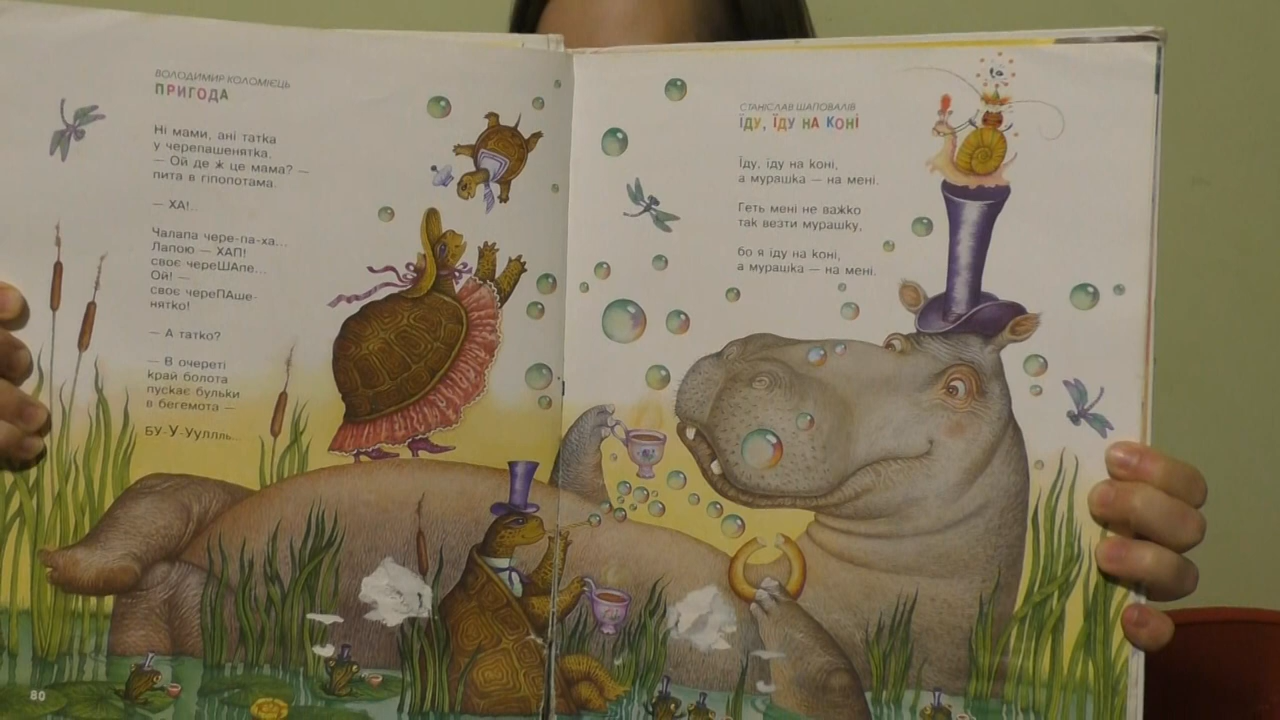 ВОЛОДИМИР КОЛОМІЄЦЬ
ПРИГОДА
Ні мами, ані татка
у черепашенятка.
— Ой де ж це мама? —
пита в гіпопотама.
— ХА!..
Чалапа чере-па-ха...
Лапою — ХАП!
своє череШАпе...
Ой! —
своє череПАше-
нятко!
— А татко?
— В очереті
край болота
пускає бульки
в бегемота —
БУ-У-Ууллль...
80
СТАНІСЛАВ ШАПОВАЛІВ
ЇДУ, ЇДУ НА КОНІ
Їду, їду на коні,
а мурашка — на мені.
Геть мені не важко
так везти мурашку,
бо я їду на коні,
а мурашка — на мені.